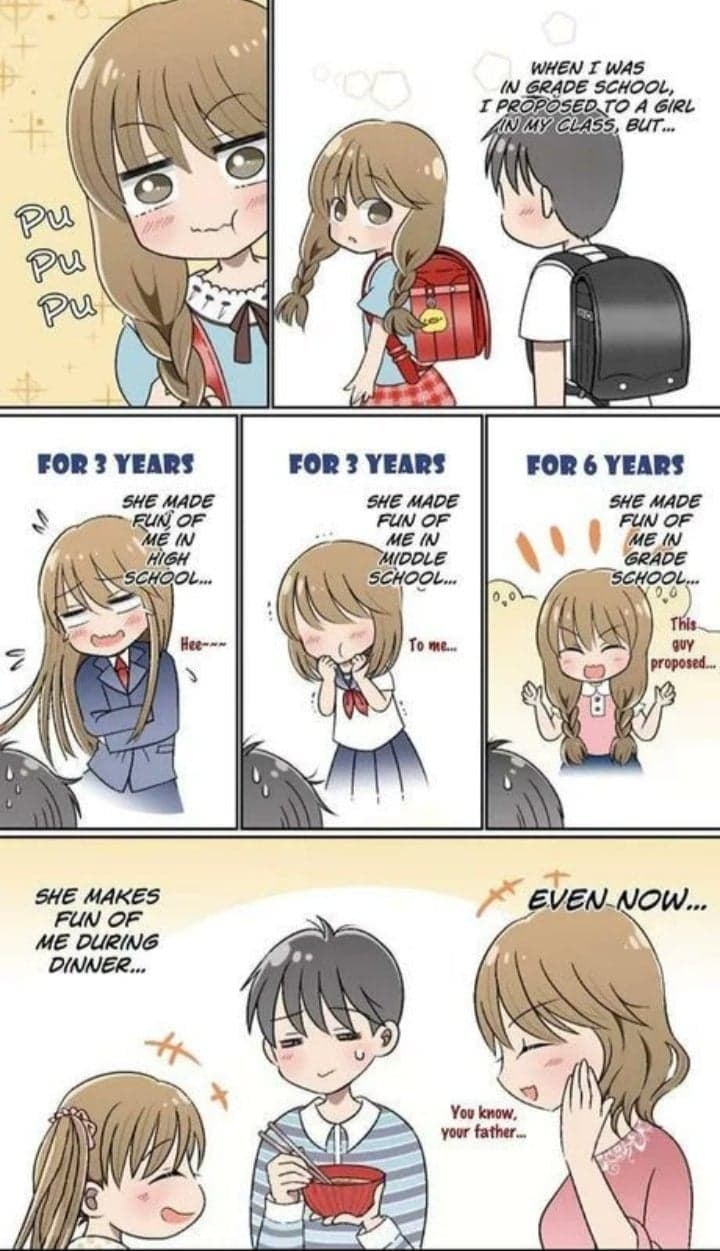 WHEN I WAS
IN GRADE SCHOOL,
I PROPOSED TO A GIRL
IN MY CLASS, BUT...
PU
PU
PU
FOR 6 YEARS
SHE MADE
FUN OF
ME IN
GRADE
SCHOOL...
This
guy
proposed...
FOR 3 YEARS
SHE MADE
FUN OF
ME IN
MIDDLE
SCHOOL...
To me...
FOR 3 YEARS
SHE MADE
FUN OF
ME IN
HIGH
SCHOOL...
Hee~~~
EVEN NOW...
SHE MAKES
FUN OF
ME DURING
DINNER...
You know,
your father...